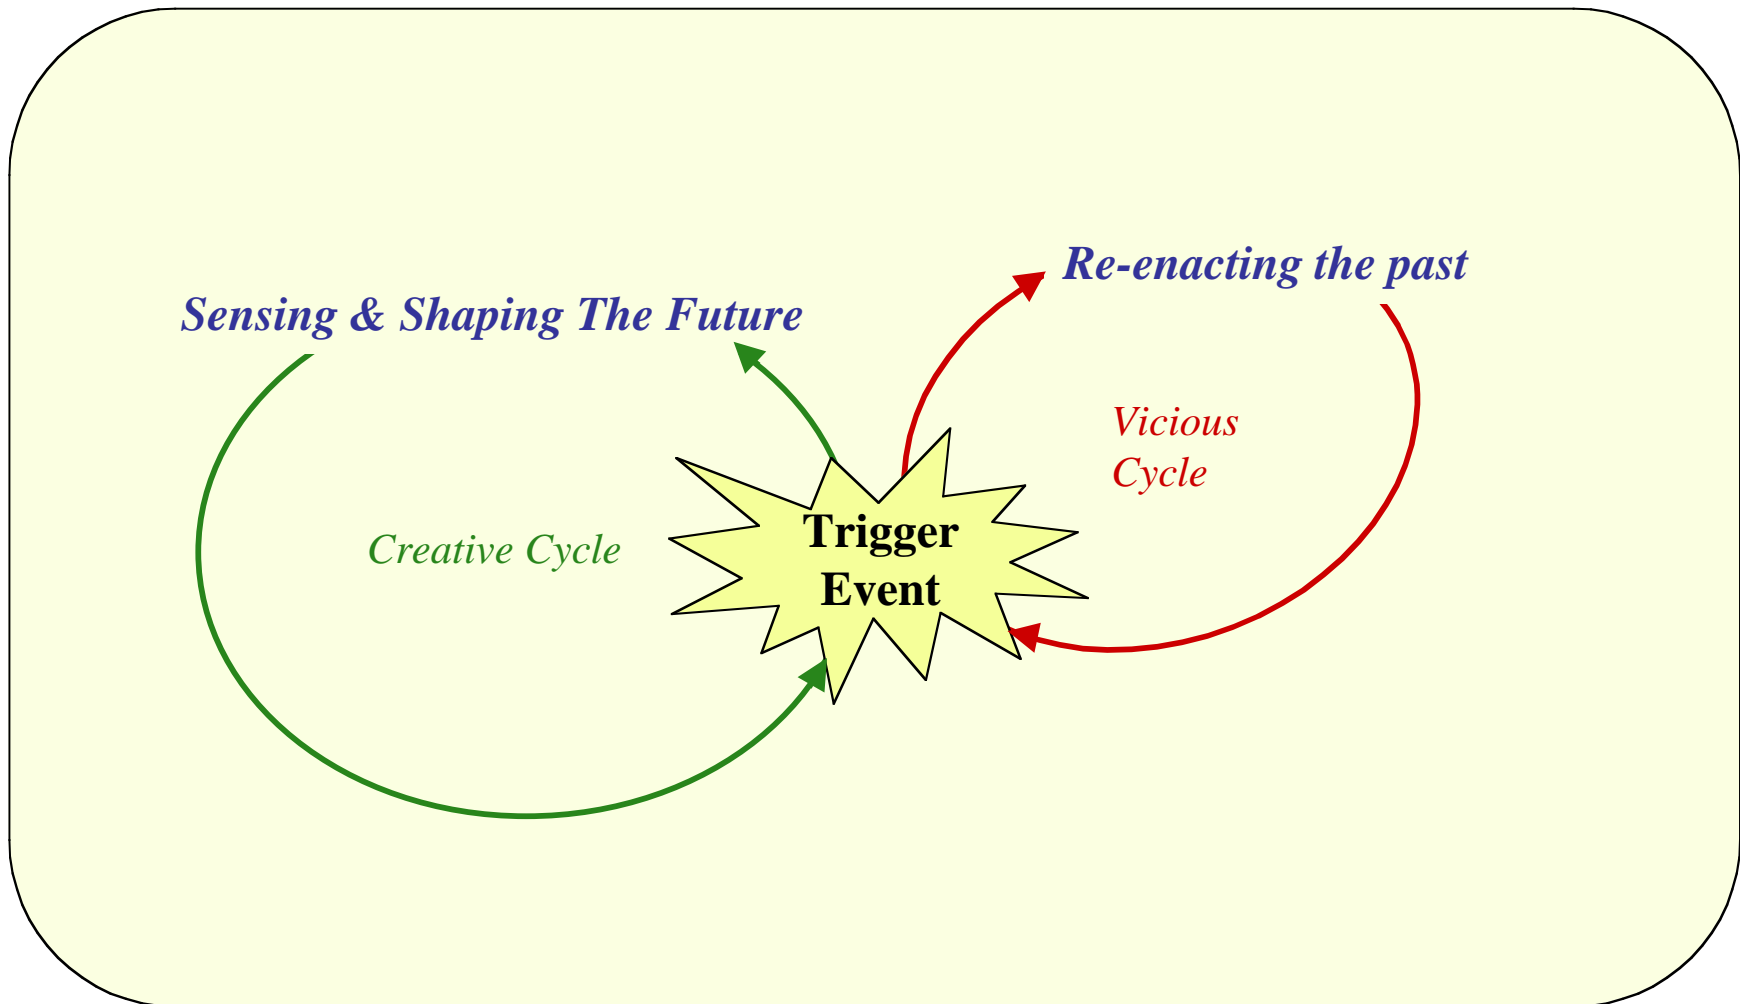 Re-enacting the past
Sensing & Shaping The Future
Vicious
Cycle
Creative Cycle
Trigger
Event